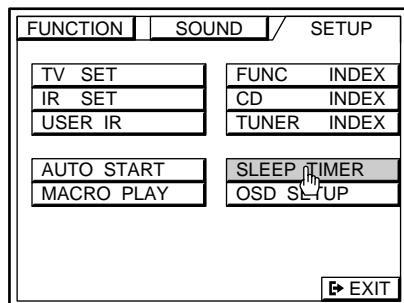 FUNCTION SOUND SETUP
TV SET FUNC INDEX
IR SET CD INDEX
USER IR TUNER INDEX
AUTO START SLEEP TIMER
MACRO PLAY OSD SETUP
EXIT